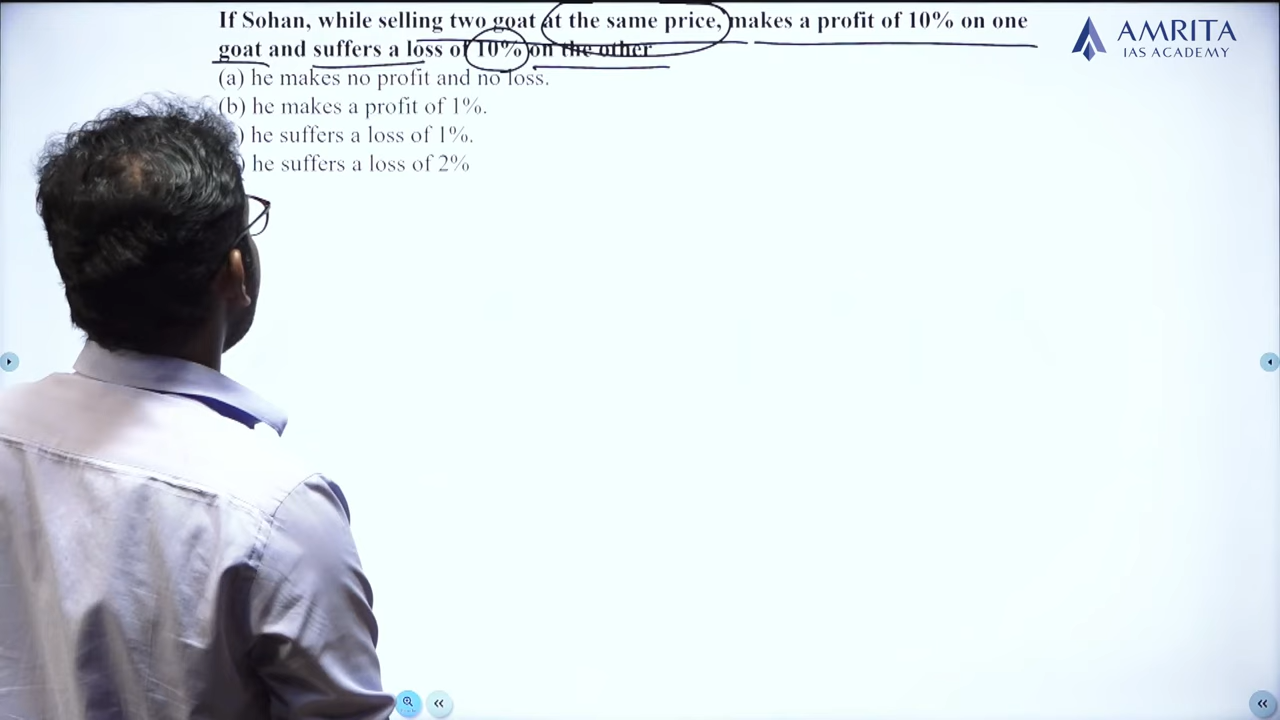 If Sohan, while selling two goat at the same price, makes a profit of 10% on one
goat and suffers a loss of 10% on the other
(a) he makes no profit and no loss.
(b) he makes a profit of 1%.
) he suffers a loss of 1%.
) he suffers a loss of 2%
AMRITA
IAS ACADEMY